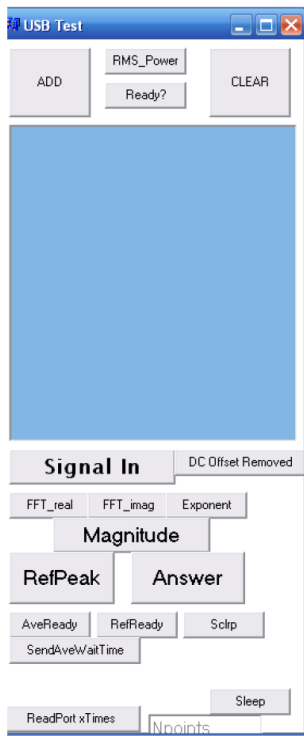 USB Test
ADD
RMS_Power
Ready?
CLEAR
Signal In
DC Offset Removed
FFT_real FFT_imag Exponent
Magnitude
RefPeak Answer
AveReady RefReady Sclrp
SendAveWaitTime
Sleep
ReadPort xTimes
Npoints